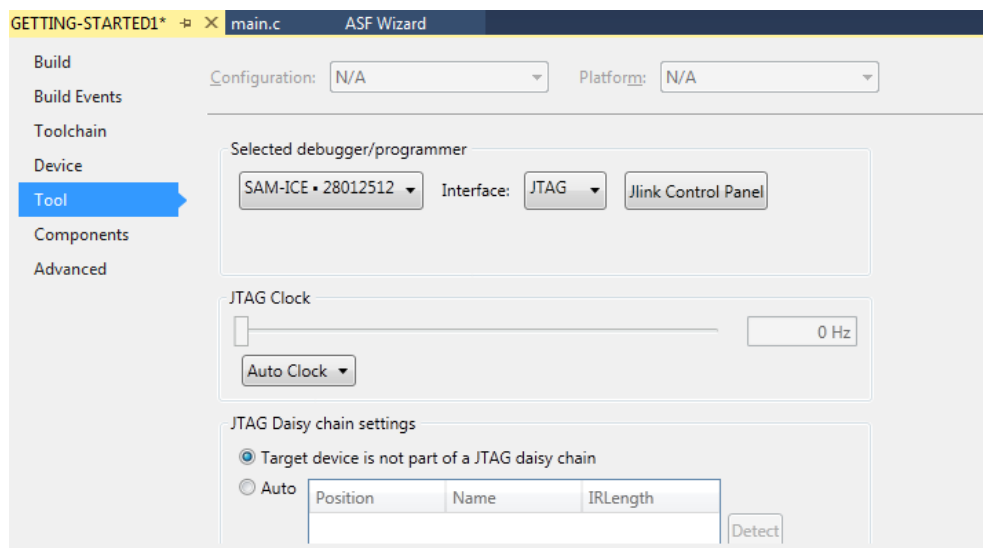 GETTING-STARTED1* main.c ASF Wizard
Build
Build Events
Toolchain
Device
Tool
Components
Advanced
Configuration: N/A Platform: N/A
Selected debugger/programmer
SAM-ICE ▪ 28012512 Interface: JTAG Jlink Control Panel
JTAG Clock
0 Hz
Auto Clock
JTAG Daisy chain settings
Target device is not part of a JTAG daisy chain
Auto Position Name IRLength
Detect